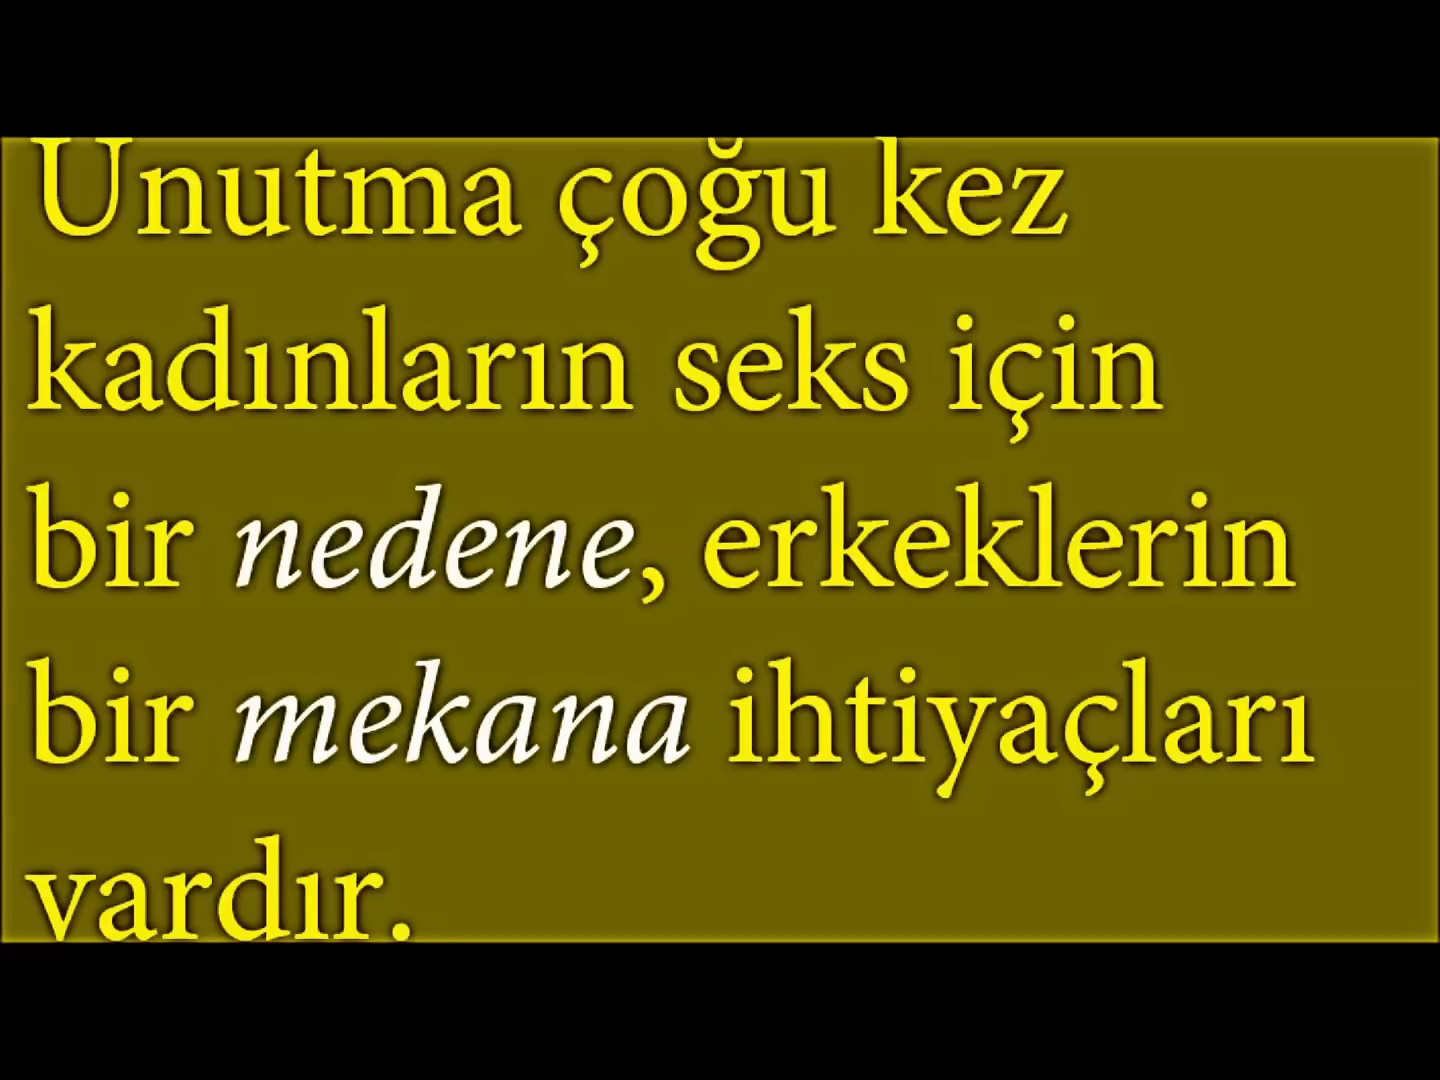 Unutma çoğu kez
kadınların seks için
bir nedene, erkeklerin
bir mekana ihtiyaçları
vardır.